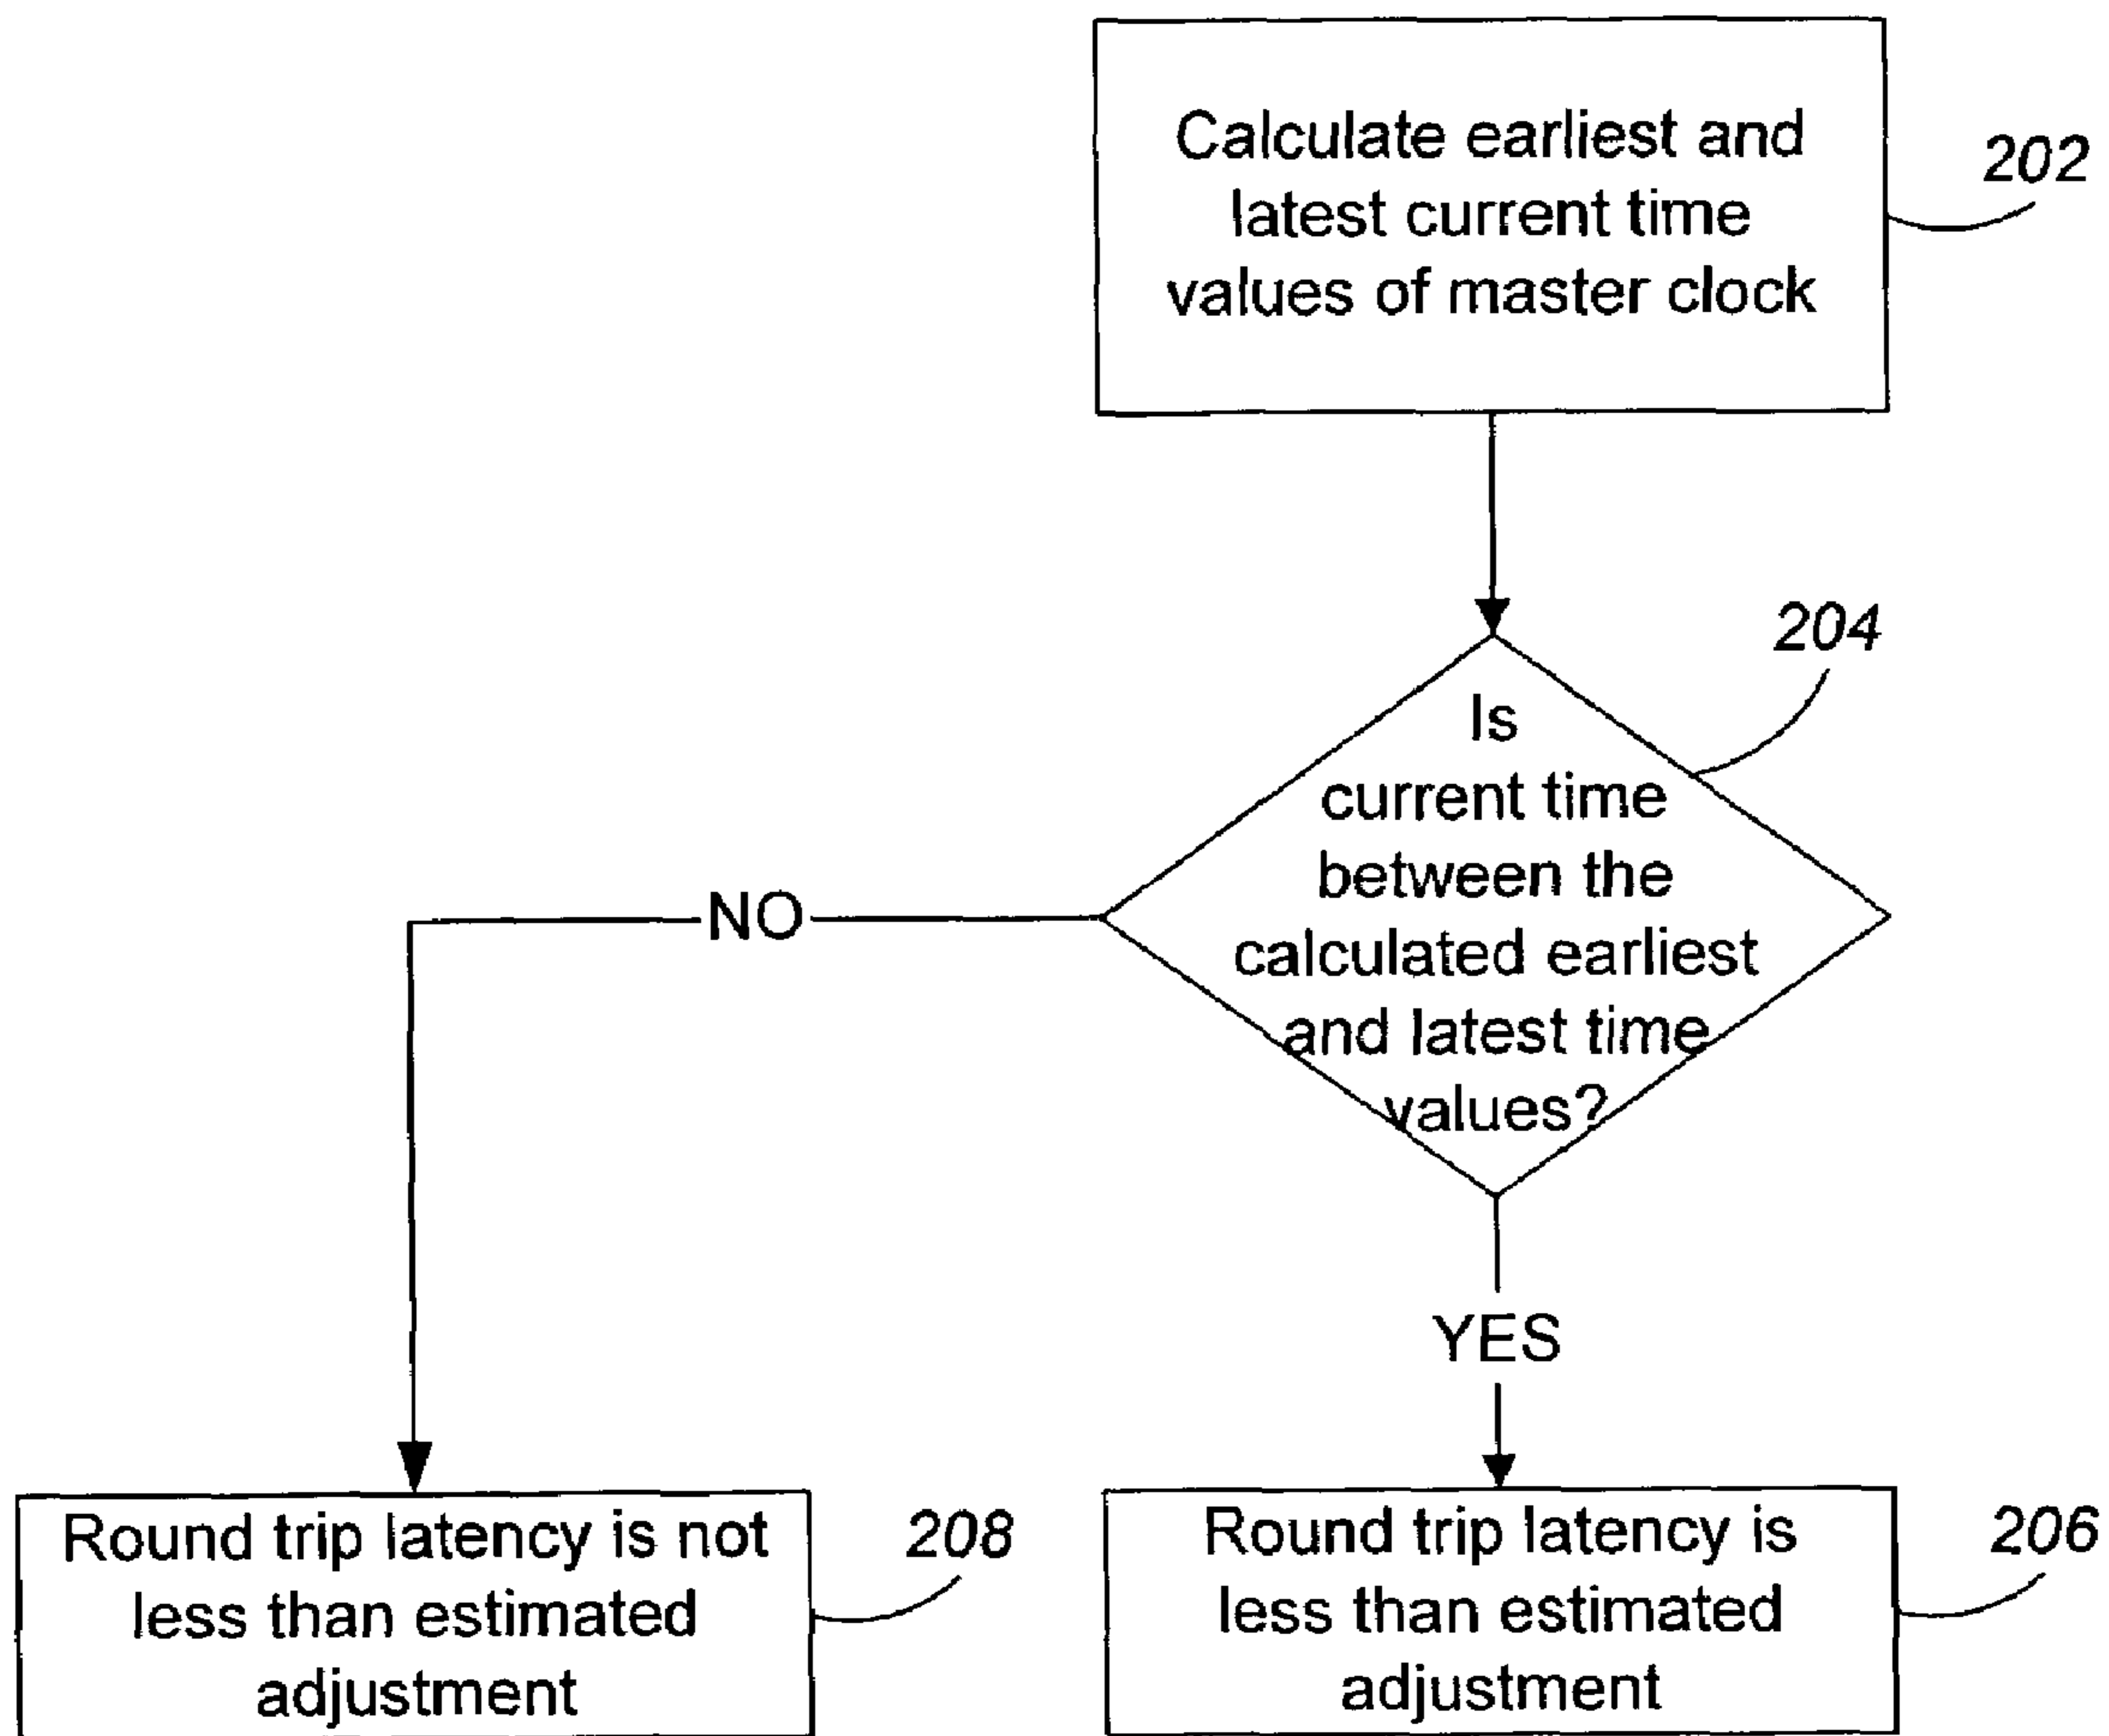 Calculate earliest and
latest current time
values of master clock
202
204
Is
current time
between the
calculated earliest
and latest time
values?
NO
YES
Round trip latency is not
less than estimated
adjustment
208
Round trip latency is
less than estimated
adjustment
206